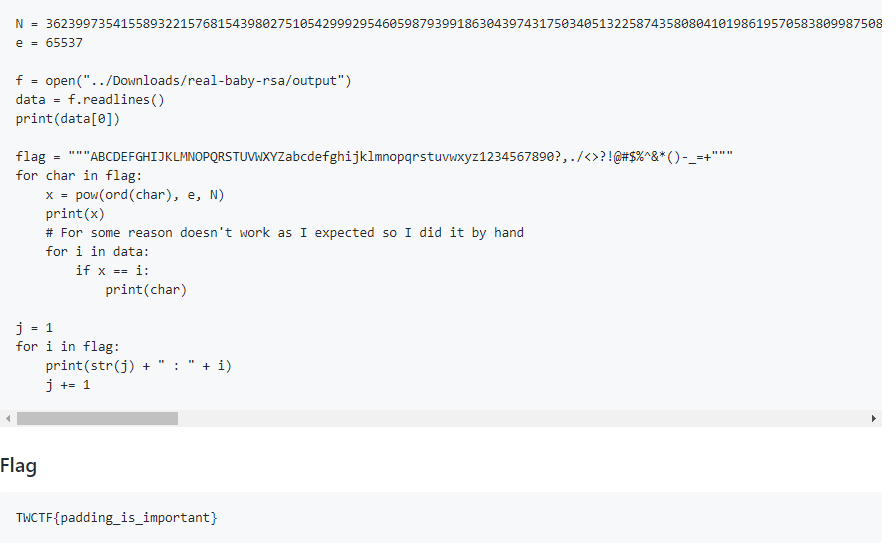 N = 36239973541558932215768154398027510542999295460598793991863043974317503405132258743580804101986195705838099875086
e = 65537
f = open("../Downloads/real-baby-rsa/output")
data = f.readlines()
print(data[0])
flag = """ABCDEFGHIJKLMNOPQRSTUVWXYZabcdefghijklmnopqrstuvwxyz1234567890?,./<>?!@#$%^&*()-_=+"""
for char in flag:
    x = pow(ord(char), e, N)
    print(x)
    # For some reason doesn't work as I expected so I did it by hand
    for i in data:
        if x == i:
            print(char)
j = 1
for i in flag:
    print(str(j) + " : " + i)
    j += 1
Flag
TWCTF{padding_is_important}